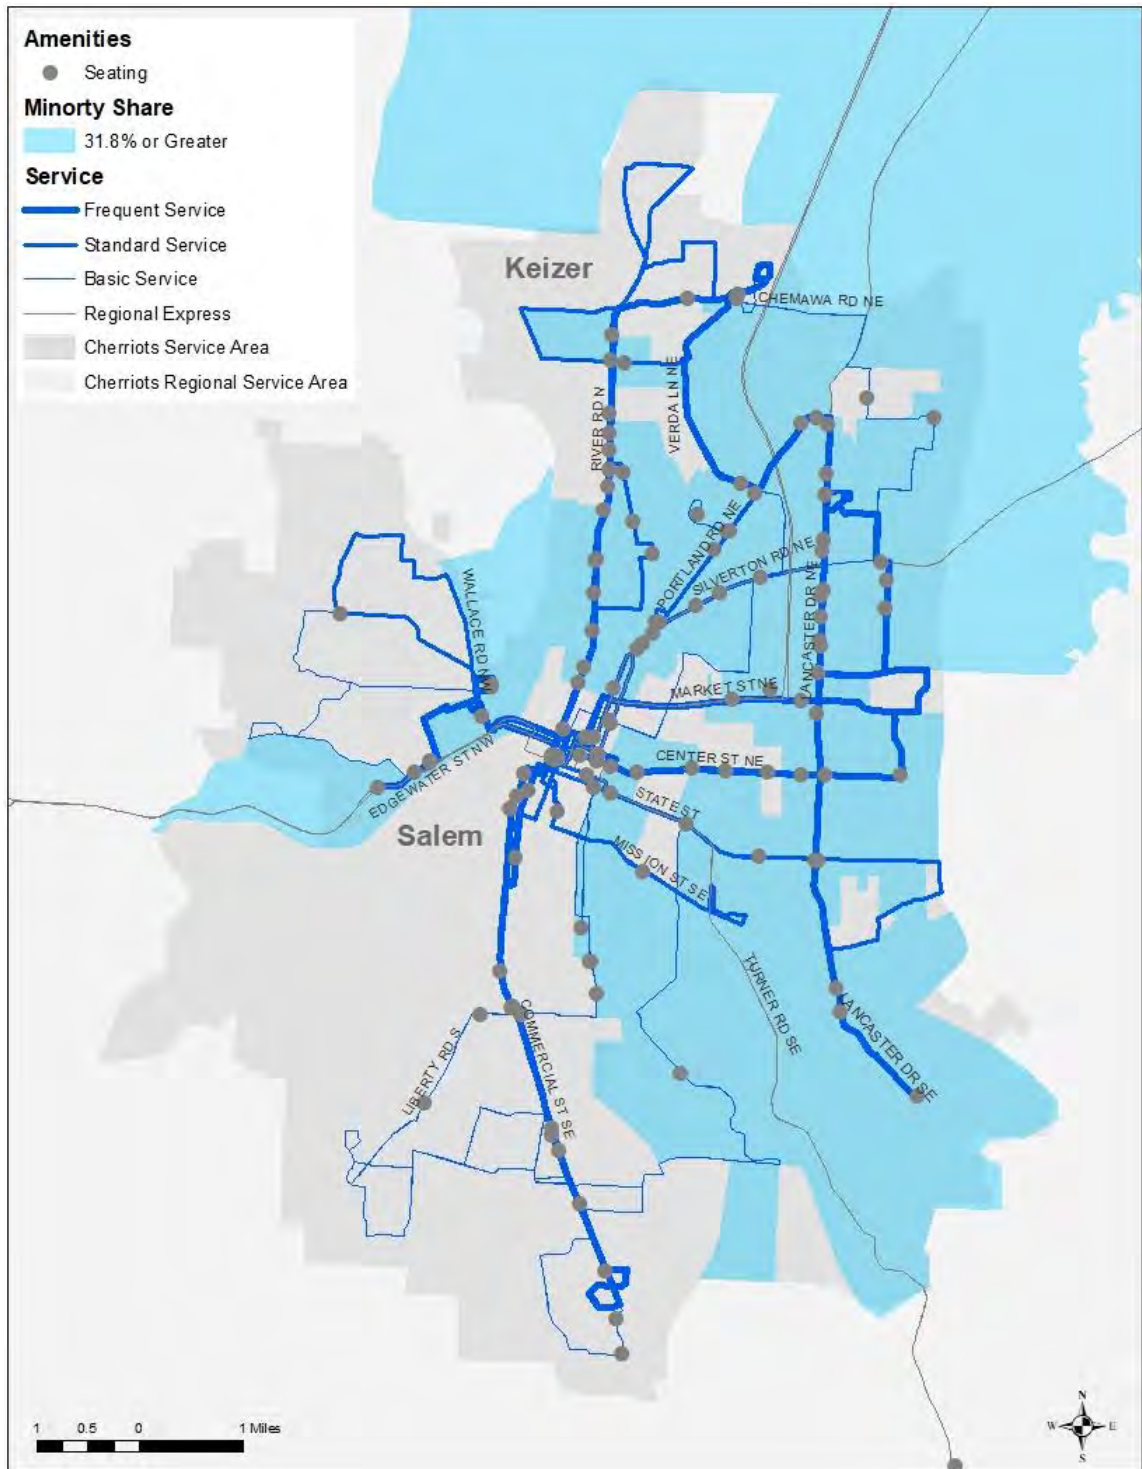 Amenities
Seating
Minorty Share
31.8% or Greater
Service
Frequent Service
Standard Service
Basic Service
Regional Express
Cherriots Service Area
Cherriots Regional Service Area
Keizer
CHEMAWA RD NE
VERDA LN NE
RIVER RD N
PORTLAND RD NE
SILVERTON RD NE
LANCASTER DR NE
WALLACE RD NW
MARKET ST NE
EDGEWATER ST NW
CENTER ST NE
STATE ST
Salem
MISSION ST SE
TURNER RD SE
LANCASTER DR SE
COMMERCIAL ST SE
LIBERTY RD S
1 0.5 0 1 Miles
N
W E
S